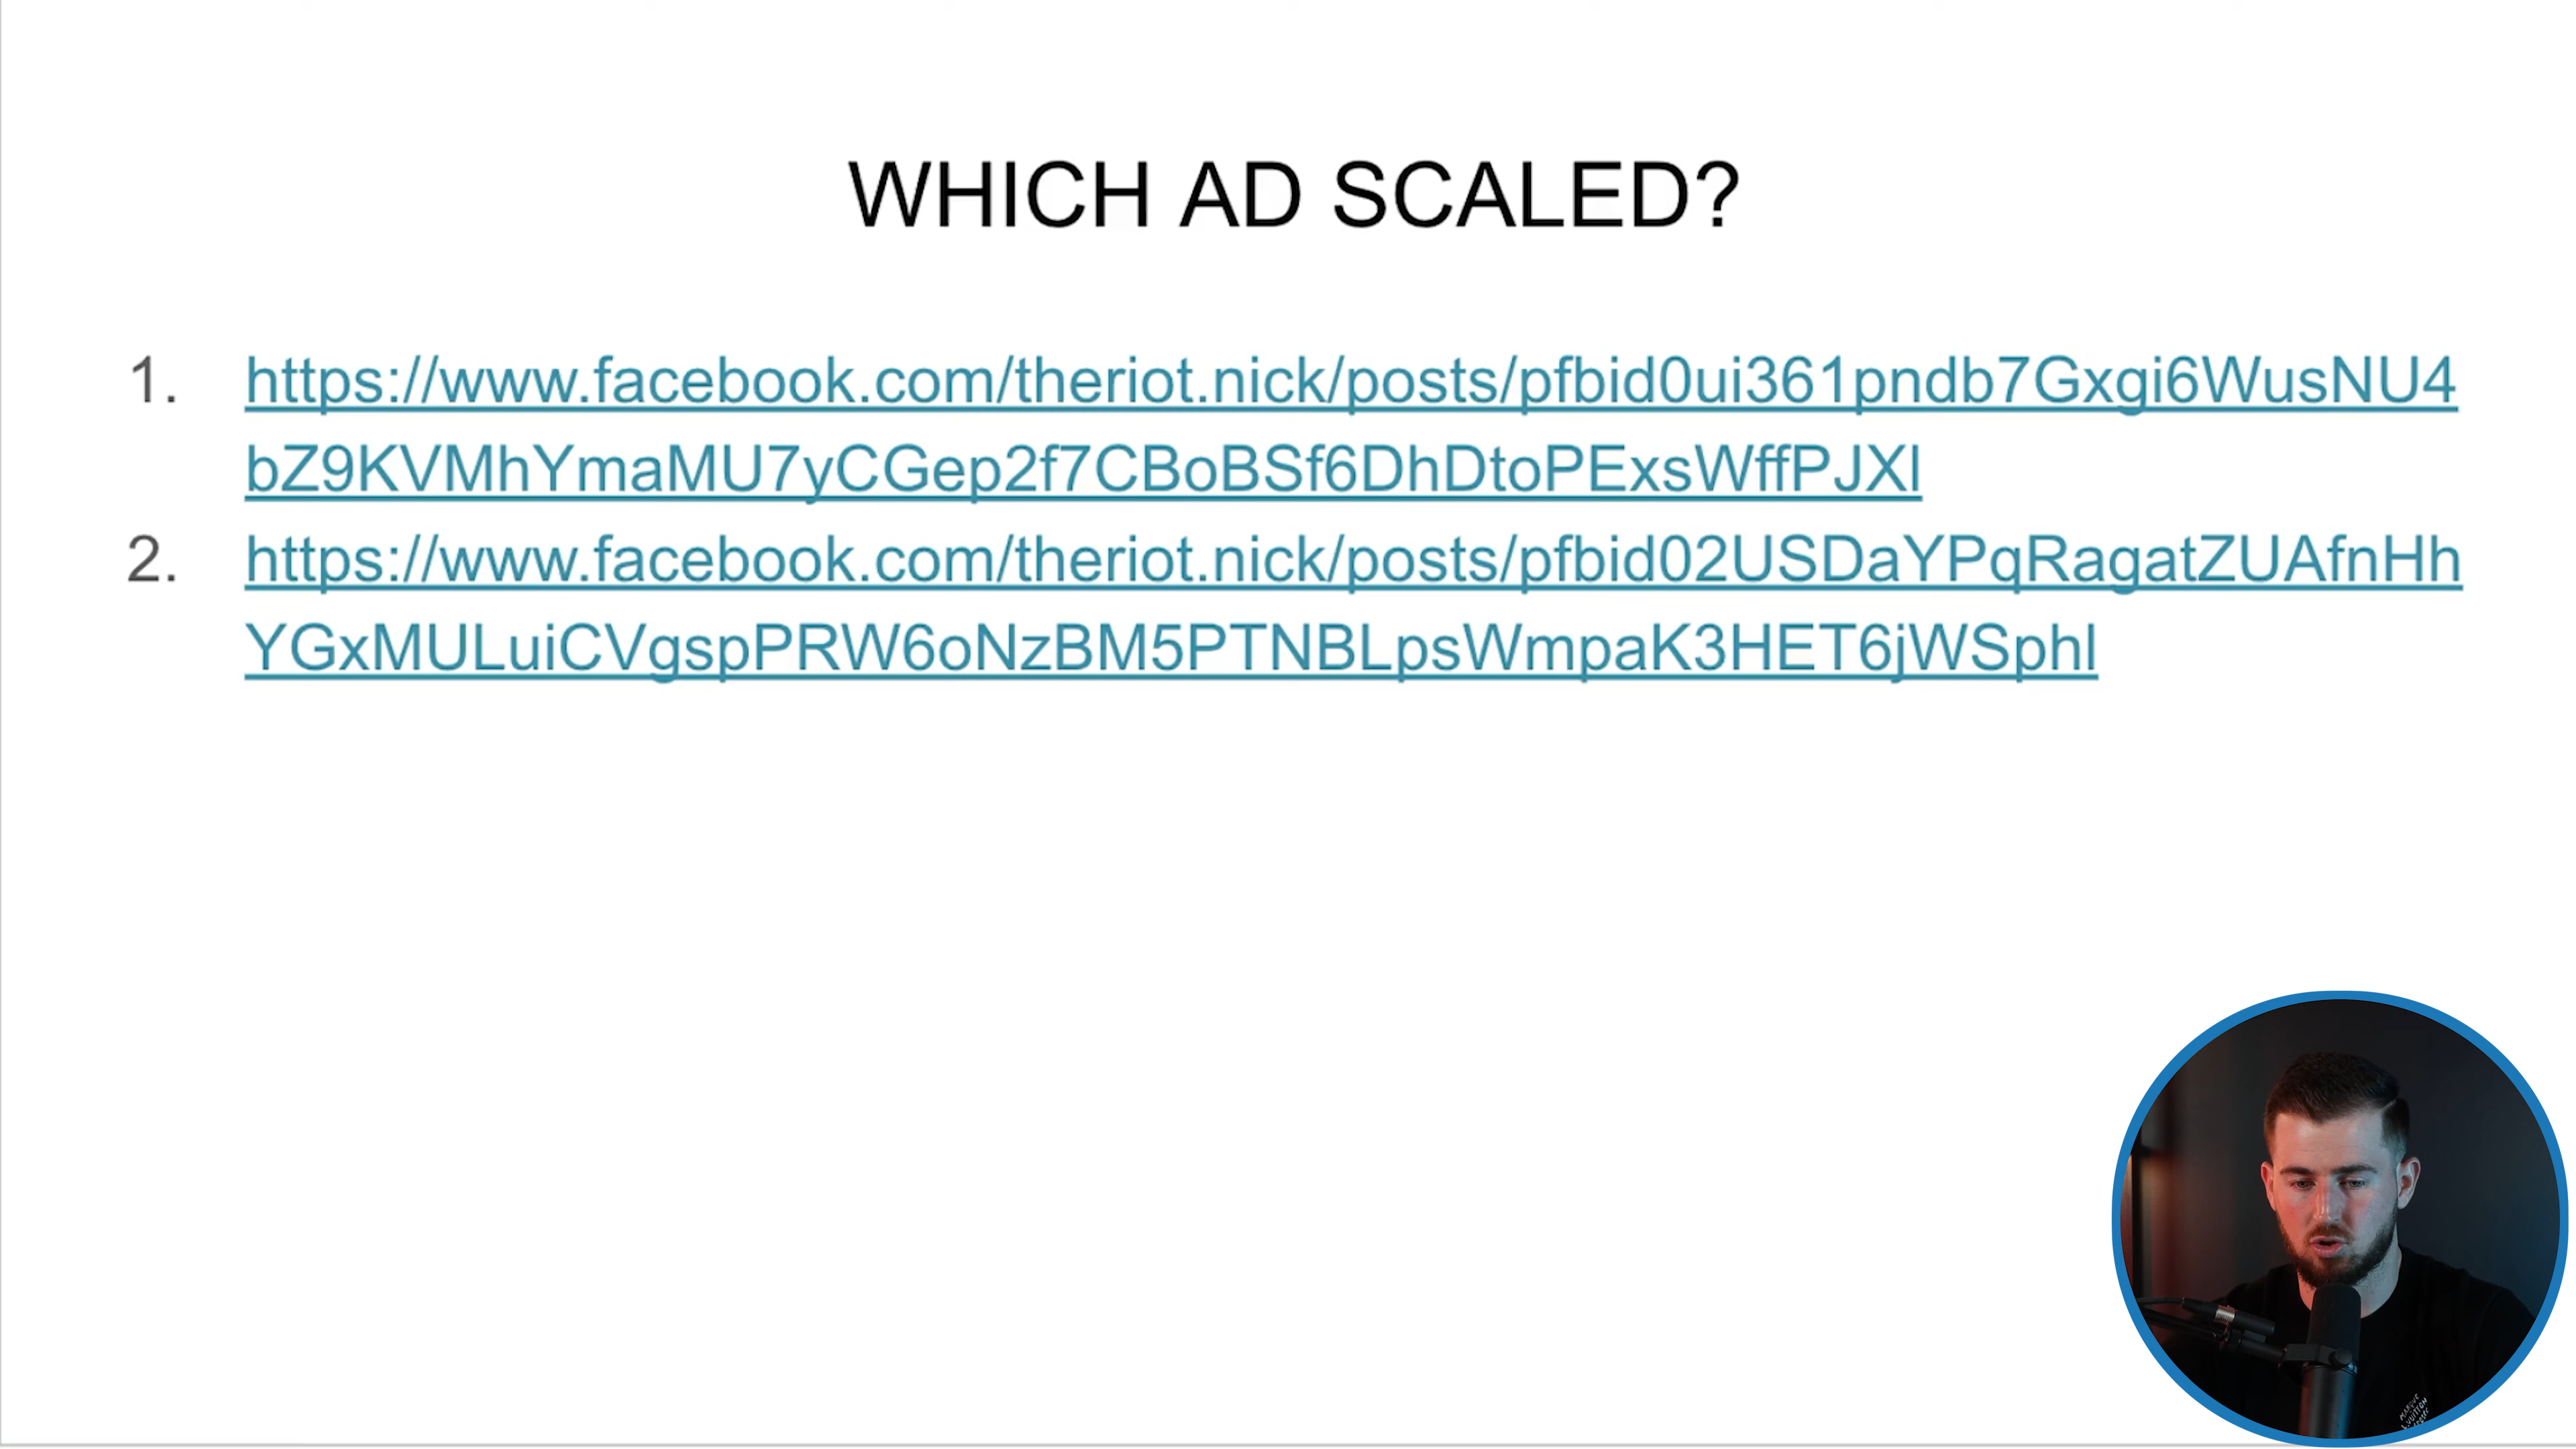 WHICH AD SCALED?
1. https://www.facebook.com/theriot.nick/posts/pfbid0ui361pndb7Gxgi6WusNU4
bZ9KVMhYmaMU7yCGep2f7CBoBSf6DhDtoPExsWffPJXl
2. https://www.facebook.com/theriot.nick/posts/pfbid02USDaYPqRagatZUAfnHh
YGxMULuiCVgspPRW6oNzBM5PTNBLpsWmpaK3HET6jWSphl